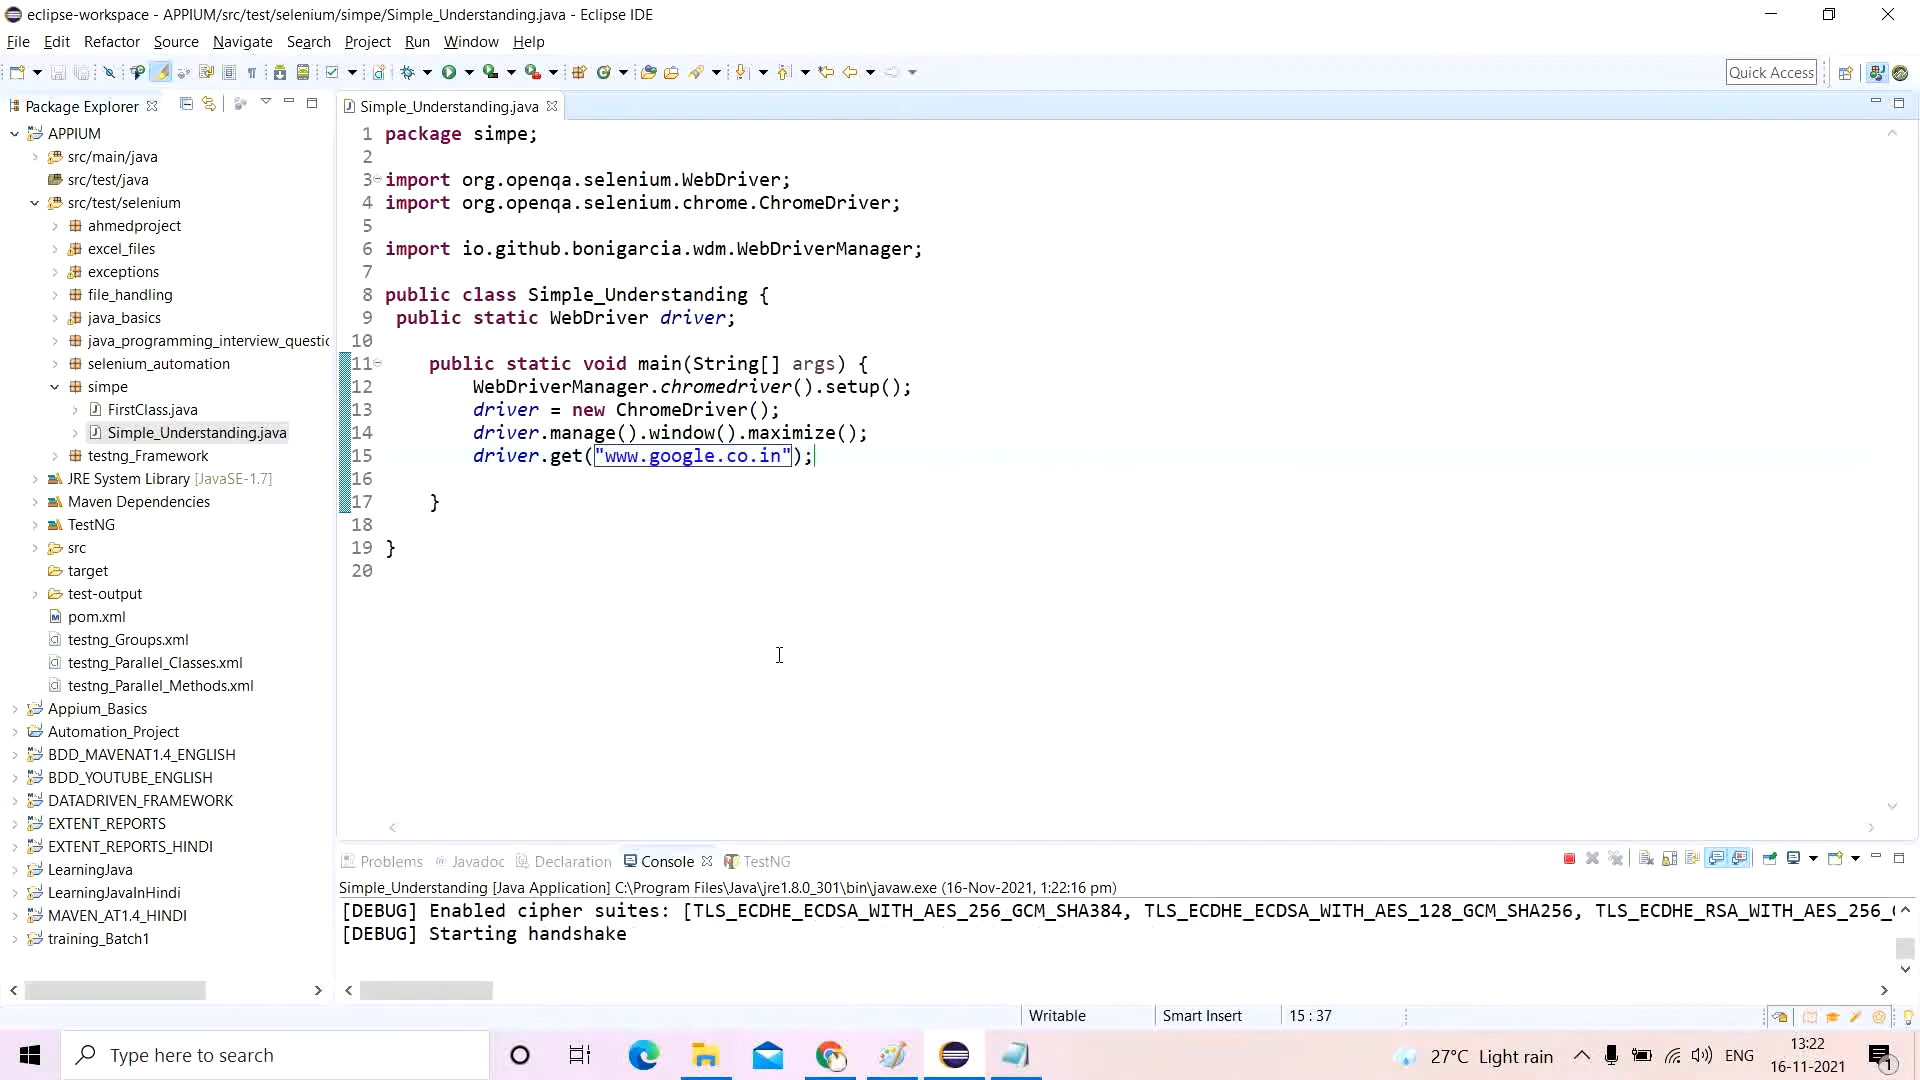 eclipse-workspace - APPIUM/src/test/selenium/simpe/Simple_Understanding.java - Eclipse IDE
File Edit Refactor Source Navigate Search Project Run Window Help
Quick Access
Package Explorer
APPIUM
src/main/java
src/test/java
src/test/selenium
ahmedproject
excel_files
exceptions
file_handling
java_basics
java_programming_interview_questic
selenium_automation
simpe
FirstClass.java
Simple_Understanding.java
testng_Framework
JRE System Library [JavaSE-1.7]
Maven Dependencies
TestNG
src
target
test-output
pom.xml
testng_Groups.xml
testng_Parallel_Classes.xml
testng_Parallel_Methods.xml
Appium_Basics
Automation_Project
BDD_MAVENAT1.4_ENGLISH
BDD_YOUTUBE_ENGLISH
DATADRIVEN_FRAMEWORK
EXTENT_REPORTS
EXTENT_REPORTS_HINDI
LearningJava
LearningJavaInHindi
MAVEN_AT1.4_HINDI
training_Batch1
Simple_Understanding.java
1 package simpe;
2
3 import org.openqa.selenium.WebDriver;
4 import org.openqa.selenium.chrome.ChromeDriver;
5
6 import io.github.bonigarcia.wdm.WebDriverManager;
7
8 public class Simple_Understanding {
9 public static WebDriver driver;
10
11 public static void main(String[] args) {
12 WebDriverManager.chromedriver().setup();
13 driver = new ChromeDriver();
14 driver.manage().window().maximize();
15 driver.get("www.google.co.in");
16
17 }
18
19 }
20
Problems Javadoc Declaration Console TestNG
Simple_Understanding [Java Application] C:\Program Files\Java\jre1.8.0_301\bin\javaw.exe (16-Nov-2021, 1:22:16 pm)
[DEBUG] Enabled cipher suites: [TLS_ECDHE_ECDSA_WITH_AES_256_GCM_SHA384, TLS_ECDHE_ECDSA_WITH_AES_128_GCM_SHA256, TLS_ECDHE_RSA_WITH_AES_256_
[DEBUG] Starting handshake
Writable Smart Insert 15 : 37
Type here to search
27°C Light rain ENG 13:22
16-11-2021
1